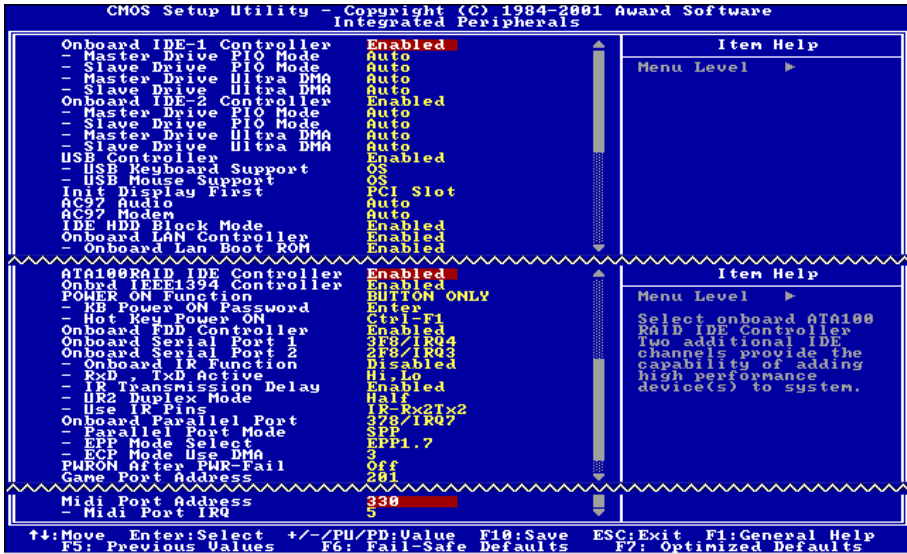 CMOS Setup Utility - Copyright (C) 1984-2001 Award Software
Integrated Peripherals
Onboard IDE-1 Controller Enabled
- Master Drive PIO Mode Auto
- Slave Drive PIO Mode Auto
- Master Drive Ultra DMA Auto
- Slave Drive Ultra DMA Auto
Onboard IDE-2 Controller Enabled
- Master Drive PIO Mode Auto
- Slave Drive PIO Mode Auto
- Master Drive Ultra DMA Auto
- Slave Drive Ultra DMA Auto
USB Controller Enabled
- USB Keyboard Support OS
- USB Mouse Support OS
Init Display First PCI Slot
AC97 Audio Auto
AC97 Modem Auto
IDE HDD Block Mode Enabled
Onboard LAN Controller Enabled
- Onboard Lan Boot ROM Enabled
Item Help
Menu Level ►
ATA100RAID IDE Controller Enabled
Onbrd IEEE1394 Controller Enabled
POWER ON Function BUTTON ONLY
- KB Power ON Password Enter
- Hot Key Power ON Ctrl-F1
Onboard FDD Controller Enabled
Onboard Serial Port 1 3F8/IRQ4
Onboard Serial Port 2 2F8/IRQ3
- Onboard IR Function Disabled
- RxD , TxD Active Hi,Lo
- IR Transmission Delay Enabled
- UR2 Duplex Mode Half
- Use IR Pins IR-Rx2Tx2
Onboard Parallel Port 378/IRQ7
- Parallel Port Mode SPP
- EPP Mode Select EPP1.7
- ECP Mode Use DMA 3
PWRON After PWR-Fail Off
Game Port Address 201
Item Help
Menu Level ►
Select onboard ATA100
RAID IDE Controller
Two additional IDE
channels provide the
capability of adding
high performance
device(s) to system.
Midi Port Address 330
- Midi Port IRQ 5
↑↓:Move Enter:Select +/-/PU/PD:Value F10:Save ESC:Exit F1:General Help
F5: Previous Values F6: Fail-Safe Defaults F7: Optimized Defaults